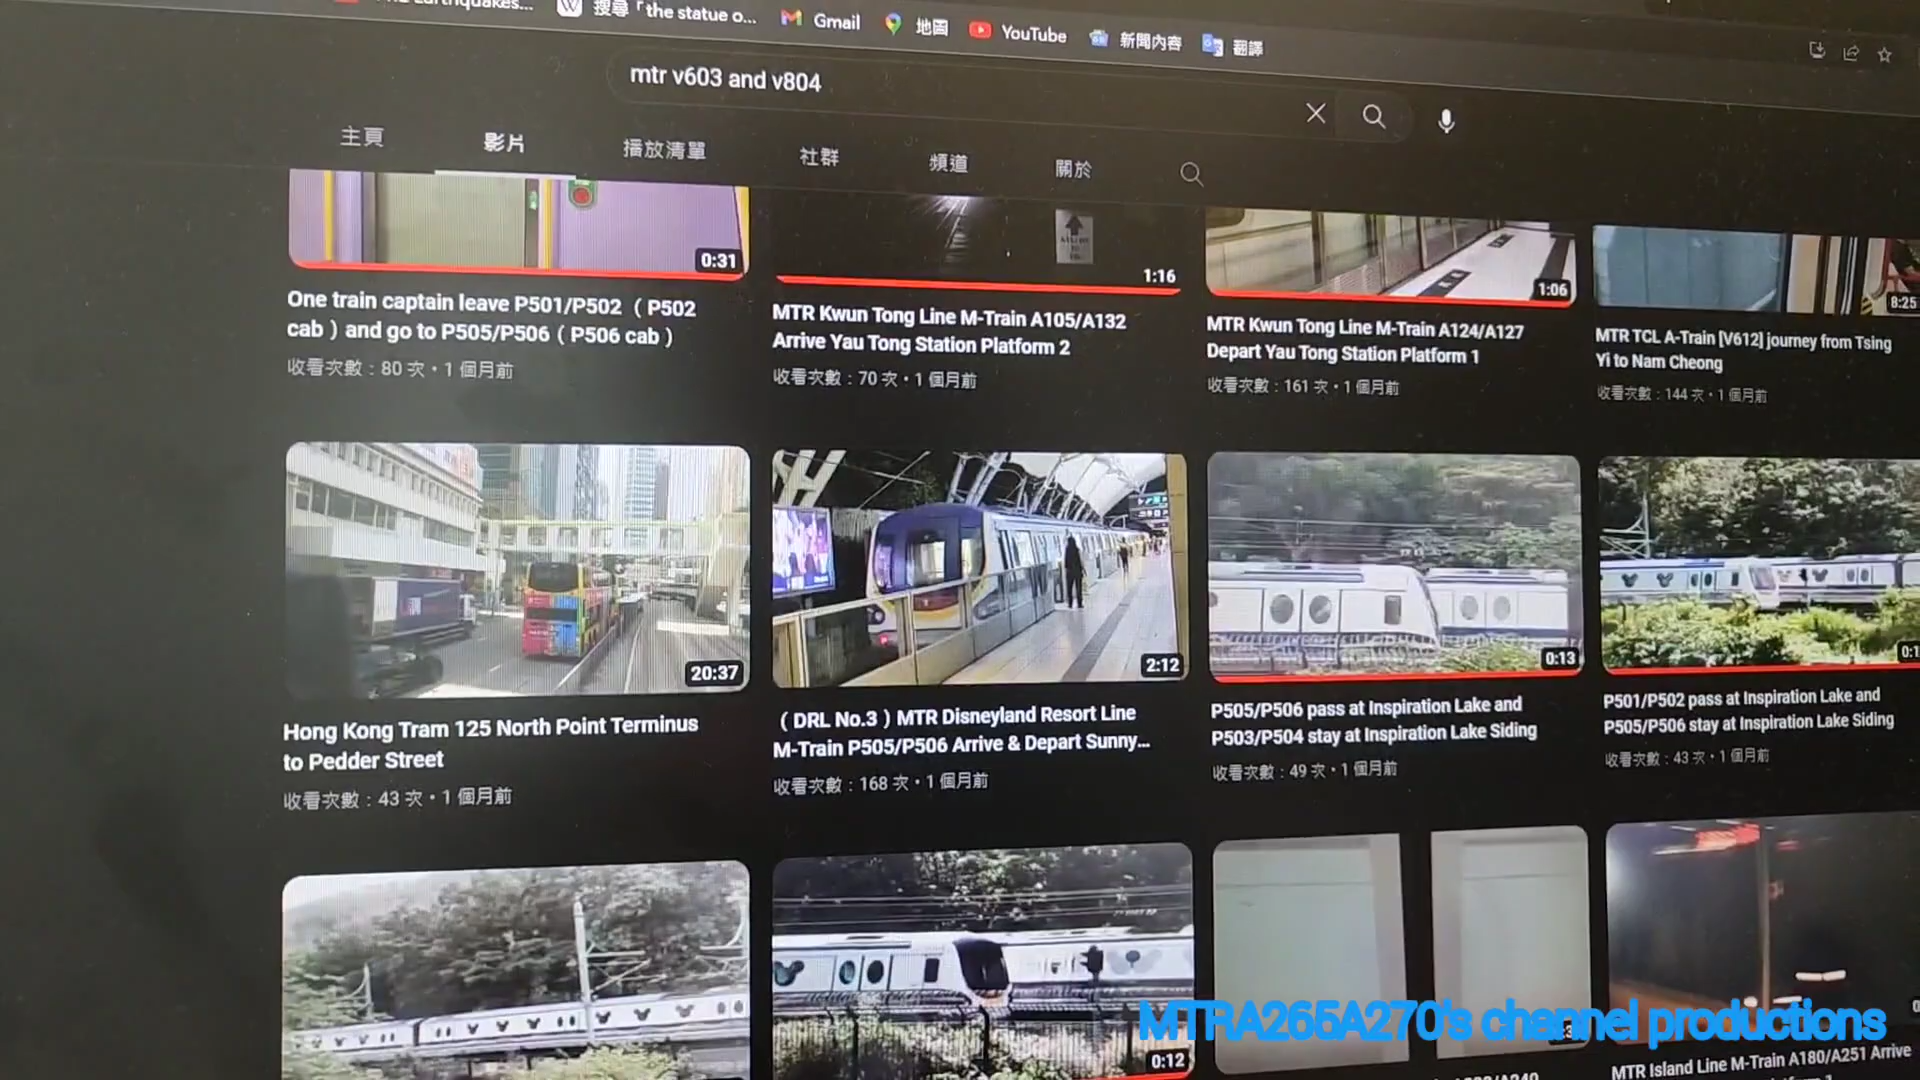 搜尋「the statue o...
Gmail
地圖
YouTube
新聞內容
翻譯
mtr v603 and v804
主頁
影片
播放清單
社群
頻道
關於
0:31
1:16
1:06
8:25
One train captain leave P501/P502（P502
cab）and go to P505/P506（P506 cab）
收看次數：80 次・1 個月前
MTR Kwun Tong Line M-Train A105/A132
Arrive Yau Tong Station Platform 2
收看次數：70 次・1 個月前
MTR Kwun Tong Line M-Train A124/A127
Depart Yau Tong Station Platform 1
收看次數：161 次・1 個月前
MTR TCL A-Train [V612] journey from Tsing
Yi to Nam Cheong
收看次數：144 次・1 個月前
20:37
2:12
0:13
Hong Kong Tram 125 North Point Terminus
to Pedder Street
收看次數：43 次・1 個月前
（DRL No.3）MTR Disneyland Resort Line
M-Train P505/P506 Arrive & Depart Sunny...
收看次數：168 次・1 個月前
P505/P506 pass at Inspiration Lake and
P503/P504 stay at Inspiration Lake Siding
收看次數：49 次・1 個月前
P501/P502 pass at Inspiration Lake and
P505/P506 stay at Inspiration Lake Siding
收看次數：43 次・1 個月前
0:12
MTRA265A270's channel productions
MTR Island Line M-Train A180/A251 Arrive